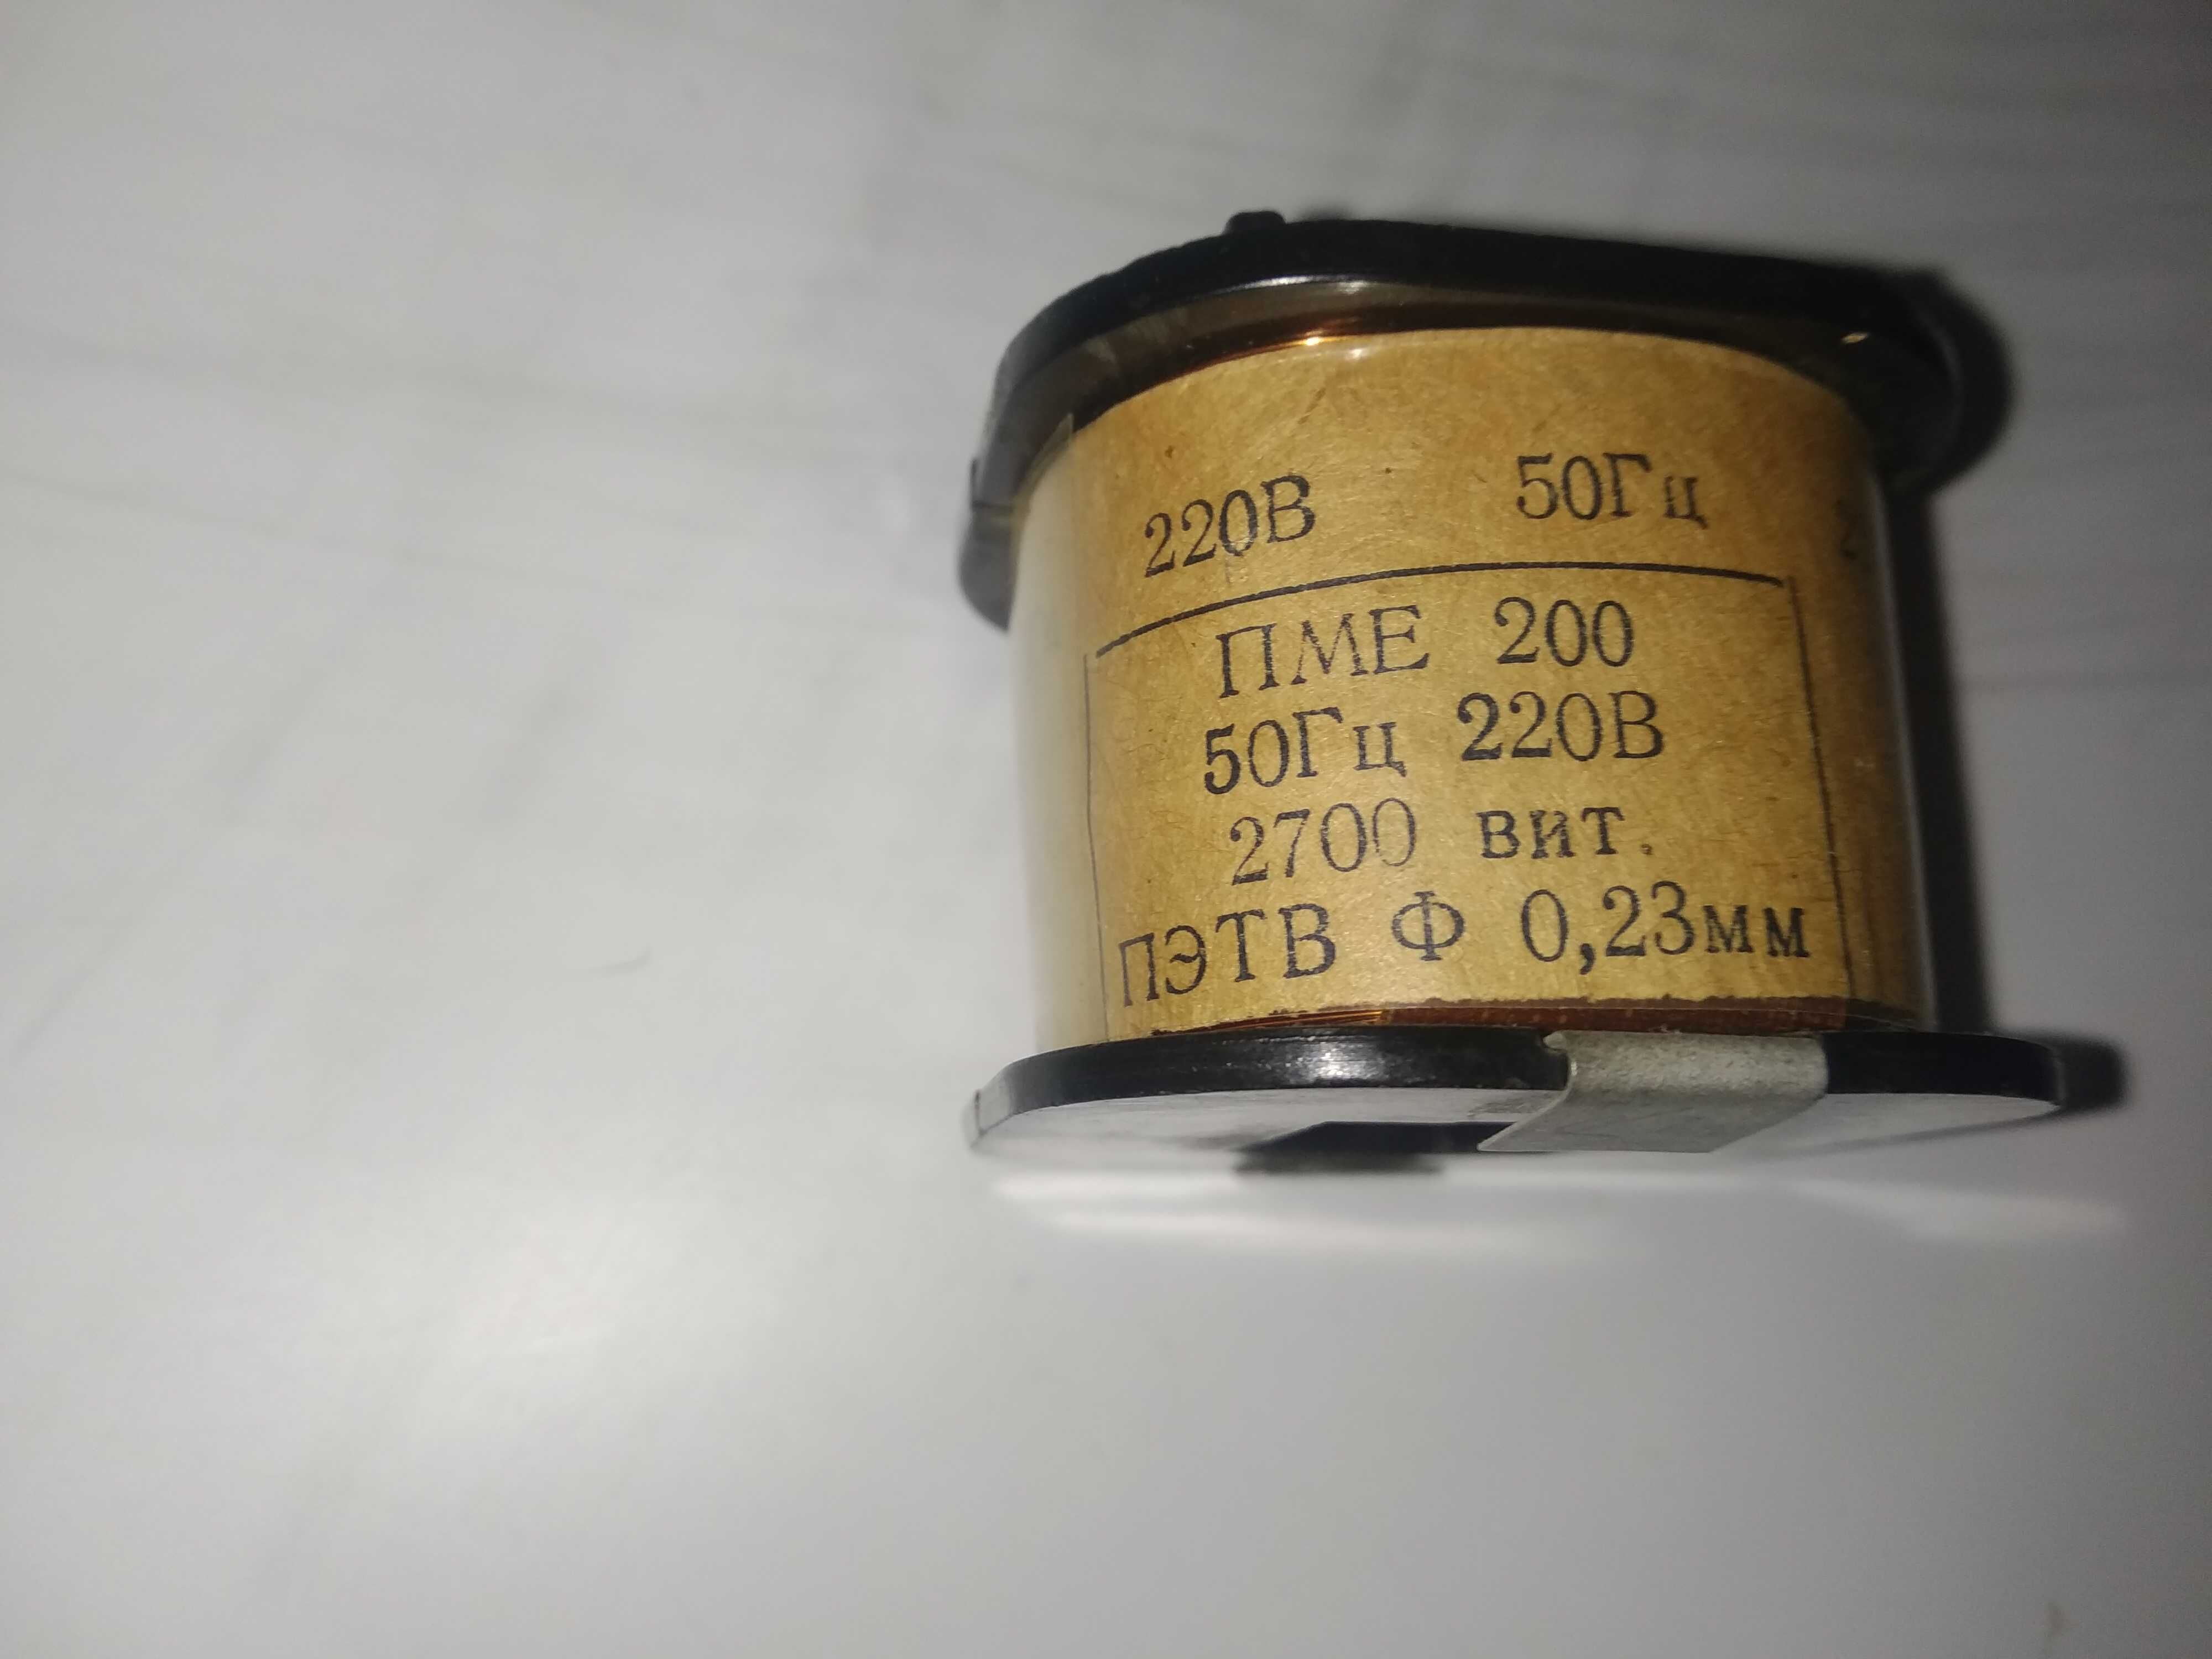 220В 50Гц
ПМЕ 200
50Гц 220В
2700 вит.
ПЭТВ Ф 0,23мм